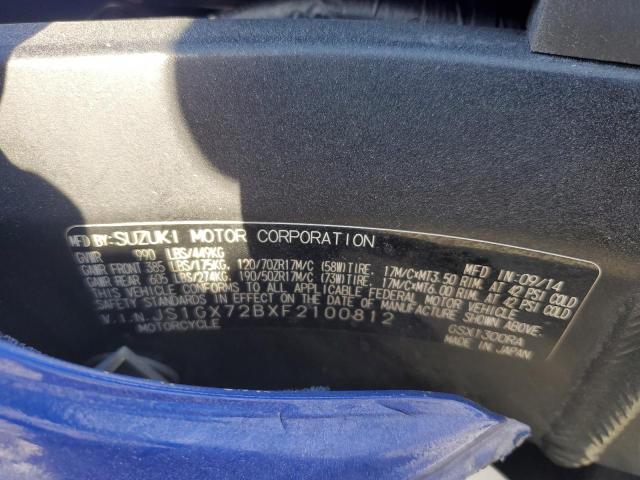 MFD BY: SUZUKI MOTOR CORPORATION MFD IN: 09/14
GVWR 990 LBS/449KG
GAWR FRONT 385 LBS/175KG. 120/70ZR17M/C (58W) TIRE. 17M/C×MT3.50 RIM. AT 42 PSI COLD
GAWR REAR 605 LBS/274KG. 190/50ZR17M/C (73W) TIRE. 17M/C×MT6.00 RIM. AT 42 PSI COLD
THIS VEHICLE CONFORMS TO ALL APPLICABLE FEDERAL MOTOR VEHICLE
SAFETY STANDARDS IN EFFECT ON THE DATE OF MANUFACTURE SHOWN ABOVE.
V.I.N. JS1GX72BXF2100812 GSX1300RA
MOTORCYCLE MADE IN JAPAN